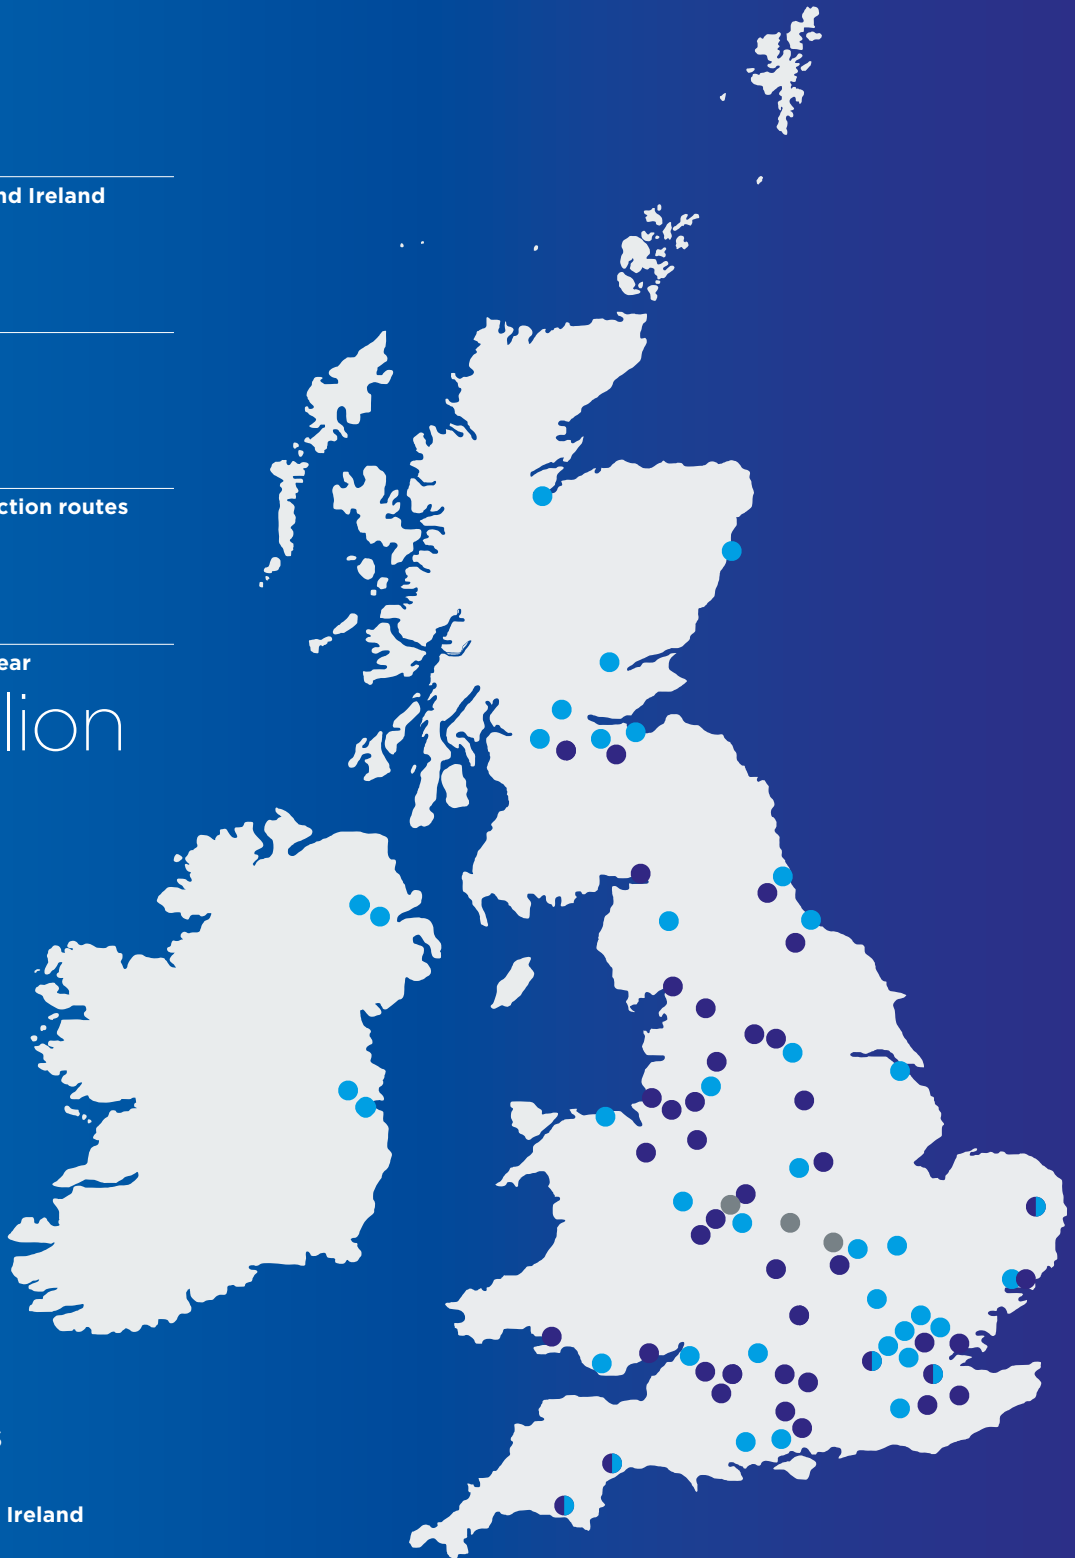 nd Ireland
ction routes
ear
lion
s
Ireland